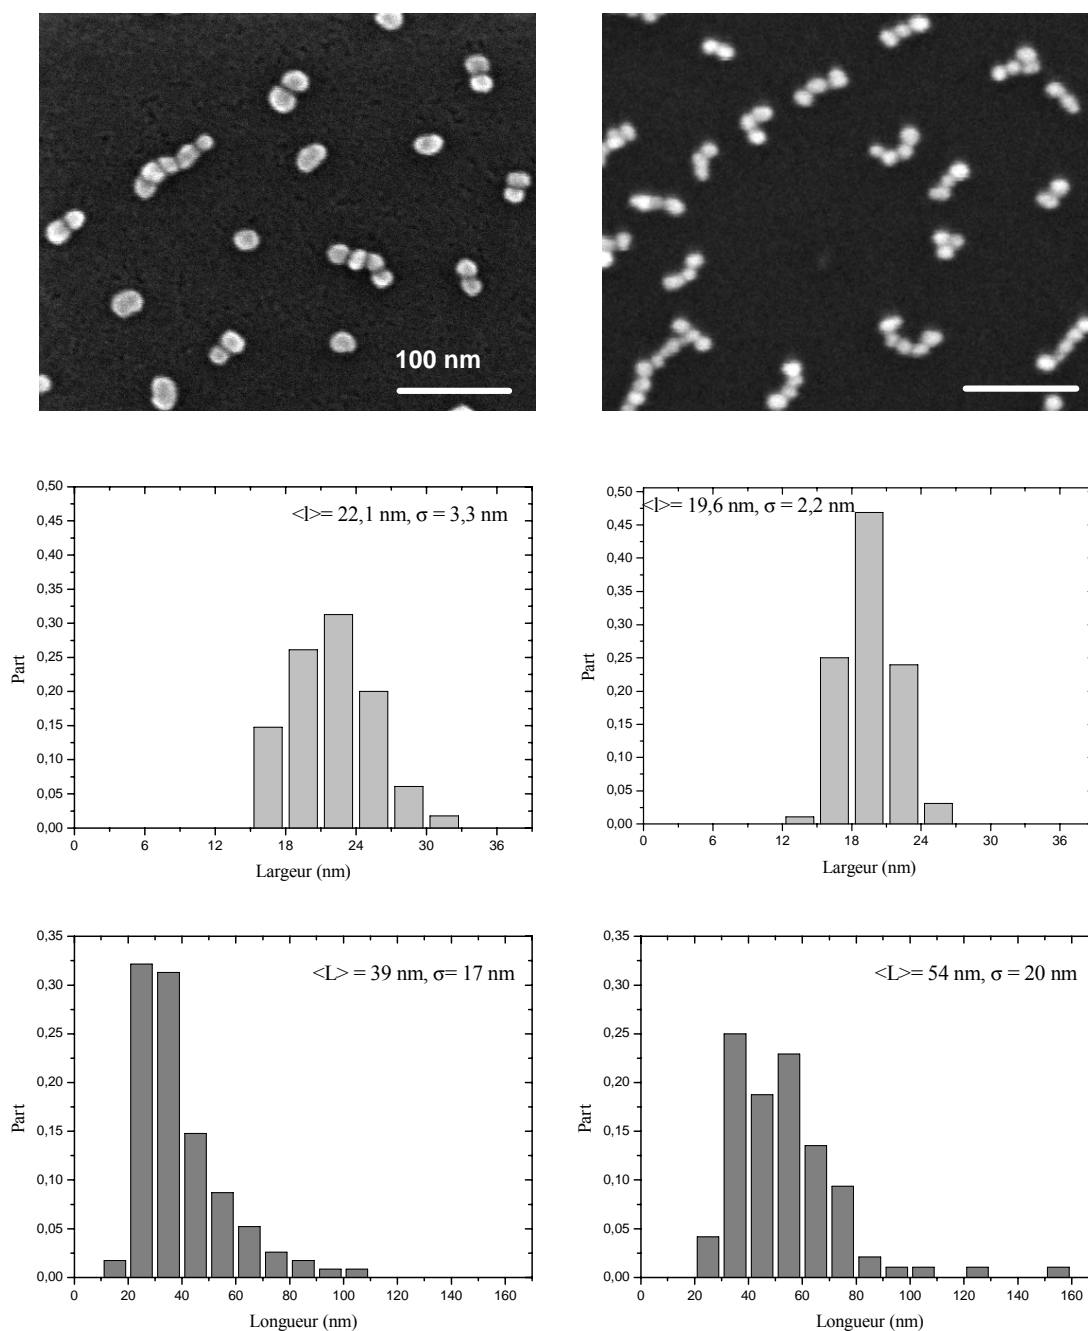 100 nm
<l>= 22,1 nm, σ = 3,3 nm
0,50
0,45
0,40
0,35
0,30
0,25
0,20
0,15
0,10
0,05
0,00
Part
0 6 12 18 24 30 36
Largeur (nm)
<l>= 19,6 nm, σ = 2,2 nm
0,50
0,45
0,40
0,35
0,30
0,25
0,20
0,15
0,10
0,05
0,00
Part
0 6 12 18 24 30 36
Largeur (nm)
<L> = 39 nm, σ= 17 nm
0,35
0,30
0,25
0,20
0,15
0,10
0,05
0,00
Part
0 20 40 60 80 100 120 140 160
Longueur (nm)
<L>= 54 nm, σ = 20 nm
0,35
0,30
0,25
0,20
0,15
0,10
0,05
0,00
Part
0 20 40 60 80 100 120 140 160
Longueur (nm)